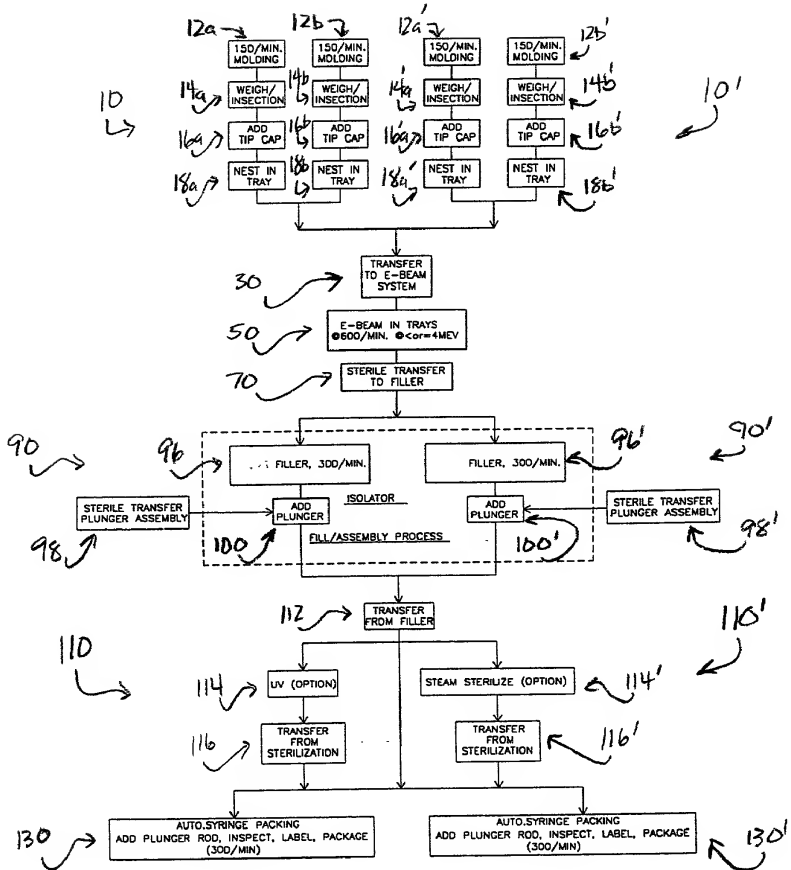 12a 12b 12a' 12b'
150/MIN. MOLDING 150/MIN. MOLDING 150/MIN. MOLDING 150/MIN. MOLDING
10 14a 14b 14a' 14b' 10'
WEIGH/INSECTION WEIGH/INSECTION WEIGH/INSECTION WEIGH/INSECTION
16a 16b 16a' 16b'
ADD TIP CAP ADD TIP CAP ADD TIP CAP ADD TIP CAP
18a 18b 18a' 18b'
NEST IN TRAY NEST IN TRAY NEST IN TRAY NEST IN TRAY
30
TRANSFER
TO E-BEAM
SYSTEM
50
E-BEAM IN TRAYS
@600/MIN. @<or=4MEV
70
STERILE TRANSFER
TO FILLER
90 96 96' 90'
FILLER, 300/MIN. FILLER, 300/MIN.
ISOLATOR
STERILE TRANSFER PLUNGER ASSEMBLY
ADD PLUNGER
ADD PLUNGER
STERILE TRANSFER PLUNGER ASSEMBLY
98 100 100' 98'
FILL/ASSEMBLY PROCESS
112
TRANSFER
FROM FILLER
110 110'
114 114'
UV (OPTION) STEAM STERILIZE (OPTION)
116 116'
TRANSFER FROM STERILIZATION TRANSFER FROM STERILIZATION
130
AUTO.SYRINGE PACKING
ADD PLUNGER ROD, INSPECT, LABEL, PACKAGE
(300/MIN)
AUTO.SYRINGE PACKING
ADD PLUNGER ROD, INSPECT, LABEL, PACKAGE
(300/MIN)
130'